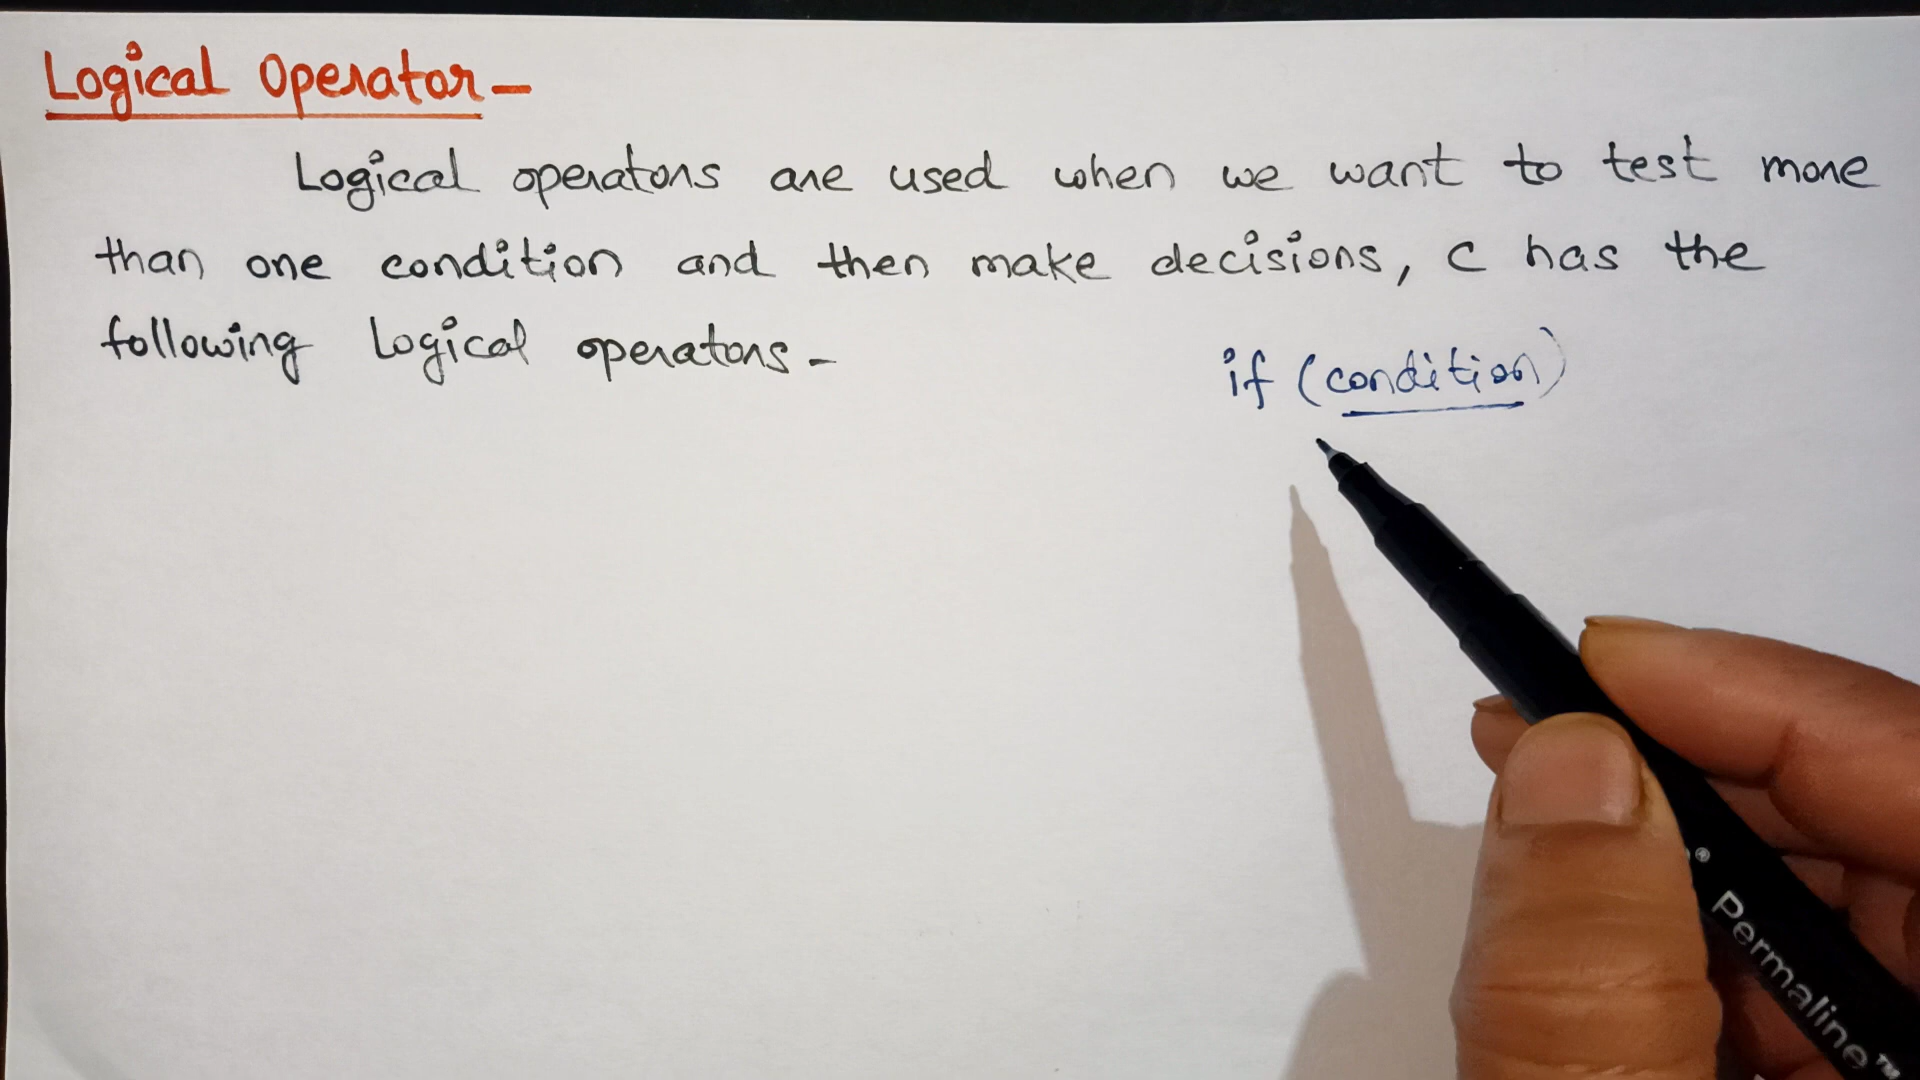 Logical Operator -
Logical operators are used when we want to test more
than one condition and then make decisions, C has the
following Logical operators -
if (condition)
® Permaline™